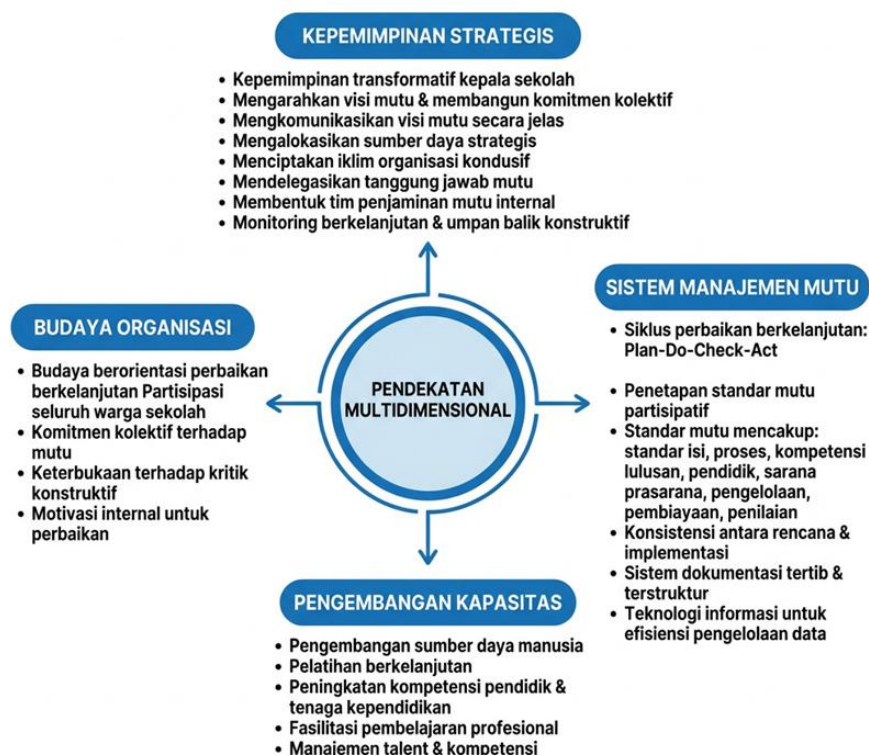 KEPEMIMPINAN STRATEGIS
• Kepemimpinan transformatif kepala sekolah
• Mengarahkan visi mutu & membangun komitmen kolektif
• Mengkomunikasikan visi mutu secara jelas
• Mengalokasikan sumber daya strategis
• Menciptakan iklim organisasi kondusif
• Mendelegasikan tanggung jawab mutu
• Membentuk tim penjaminan mutu internal
• Monitoring berkelanjutan & umpan balik konstruktif
BUDAYA ORGANISASI
• Budaya berorientasi perbaikan
berkelanjutan Partisipasi
seluruh warga sekolah
• Komitmen kolektif terhadap
mutu
• Keterbukaan terhadap kritik
konstruktif
• Motivasi internal untuk
perbaikan
PENDEKATAN
MULTIDIMENSIONAL
SISTEM MANAJEMEN MUTU
• Siklus perbaikan berkelanjutan:
Plan-Do-Check-Act
• Penetapan standar mutu
partisipatif
• Standar mutu mencakup:
standar isi, proses, kompetensi
lulusan, pendidik, sarana
prasarana, pengelolaan,
pembiayaan, penilaian
• Konsistensi antara rencana &
implementasi
• Sistem dokumentasi tertib &
terstruktur
• Teknologi informasi untuk
efisiensi pengelolaan data
PENGEMBANGAN KAPASITAS
• Pengembangan sumber daya manusia
• Pelatihan berkelanjutan
• Peningkatan kompetensi pendidik &
tenaga kependidikan
• Fasilitasi pembelajaran profesional
• Manajemen talent & kompetensi